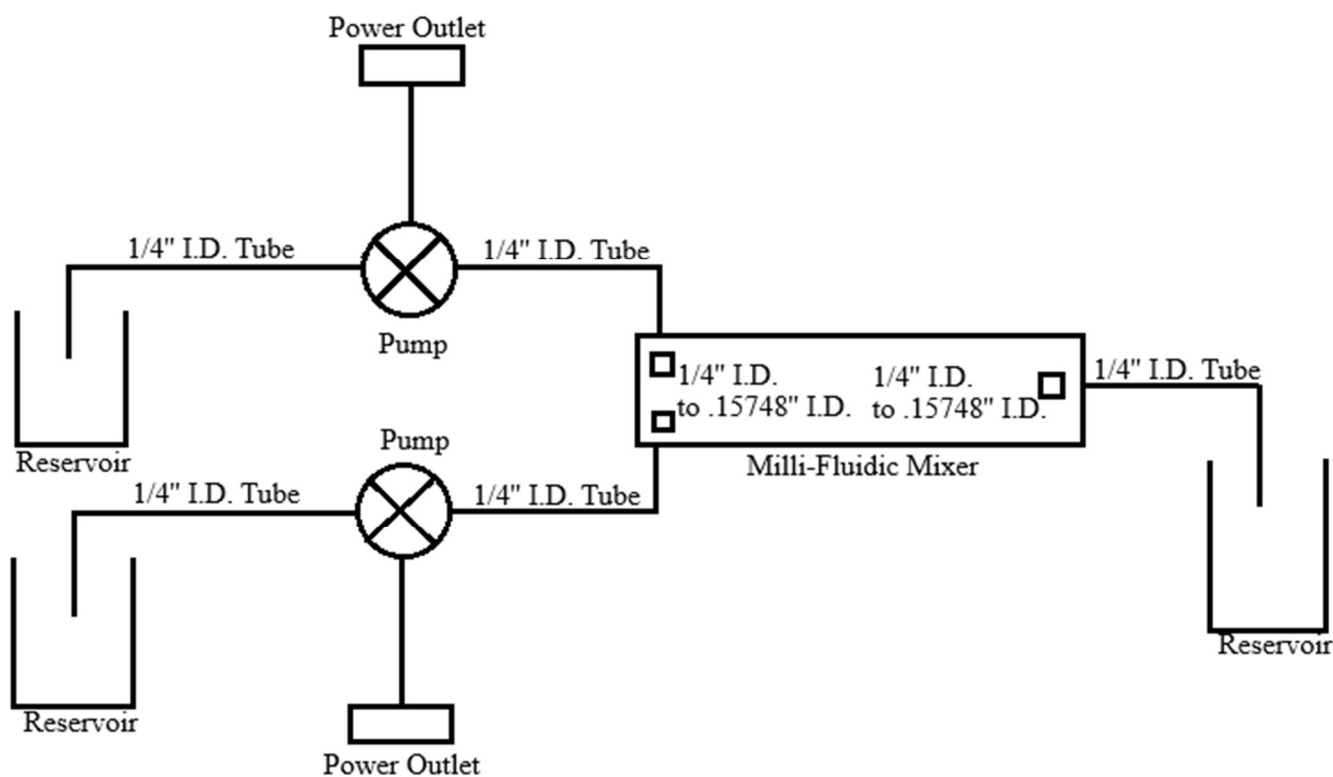 Power Outlet
1/4" I.D. Tube
1/4" I.D. Tube
Pump
1/4" I.D.
to .15748" I.D.
1/4" I.D.
to .15748" I.D.
1/4" I.D. Tube
Milli-Fluidic Mixer
Reservoir
Pump
1/4" I.D. Tube
1/4" I.D. Tube
Reservoir
Reservoir
Power Outlet